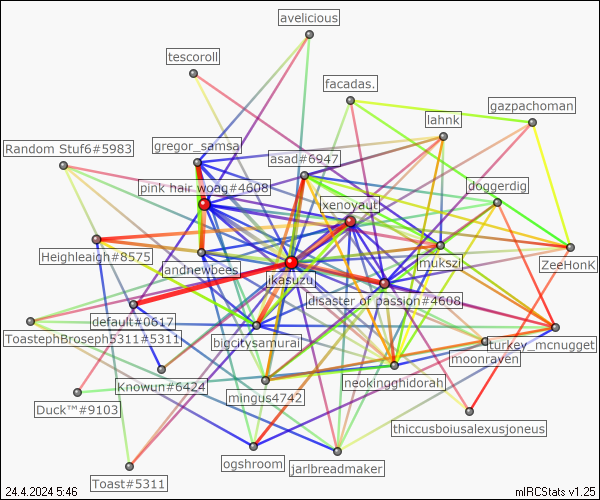 avelicious
tescoroll
facadas.
gazpachoman
lahnk
gregor_samsa
Random Stuf6#5983
asad#6947
pink hair woag#4608
doggerdig
xenoyaut
Heighleaigh#8575
andnewbees
mukszi
ZeeHonK
ikasuzu
disaster of passion#4608
default#0617
ToastephBroseph5311#5311
bigcitysamurai
turkey_mcnugget
moonraven
Knowun#6424
neokingghidorah
mingus4742
Duck™#9103
thiccusboiusalexusjoneus
ogshroom
jarlbreadmaker
Toast#5311
24.4.2024 5:46
mIRCStats v1.25